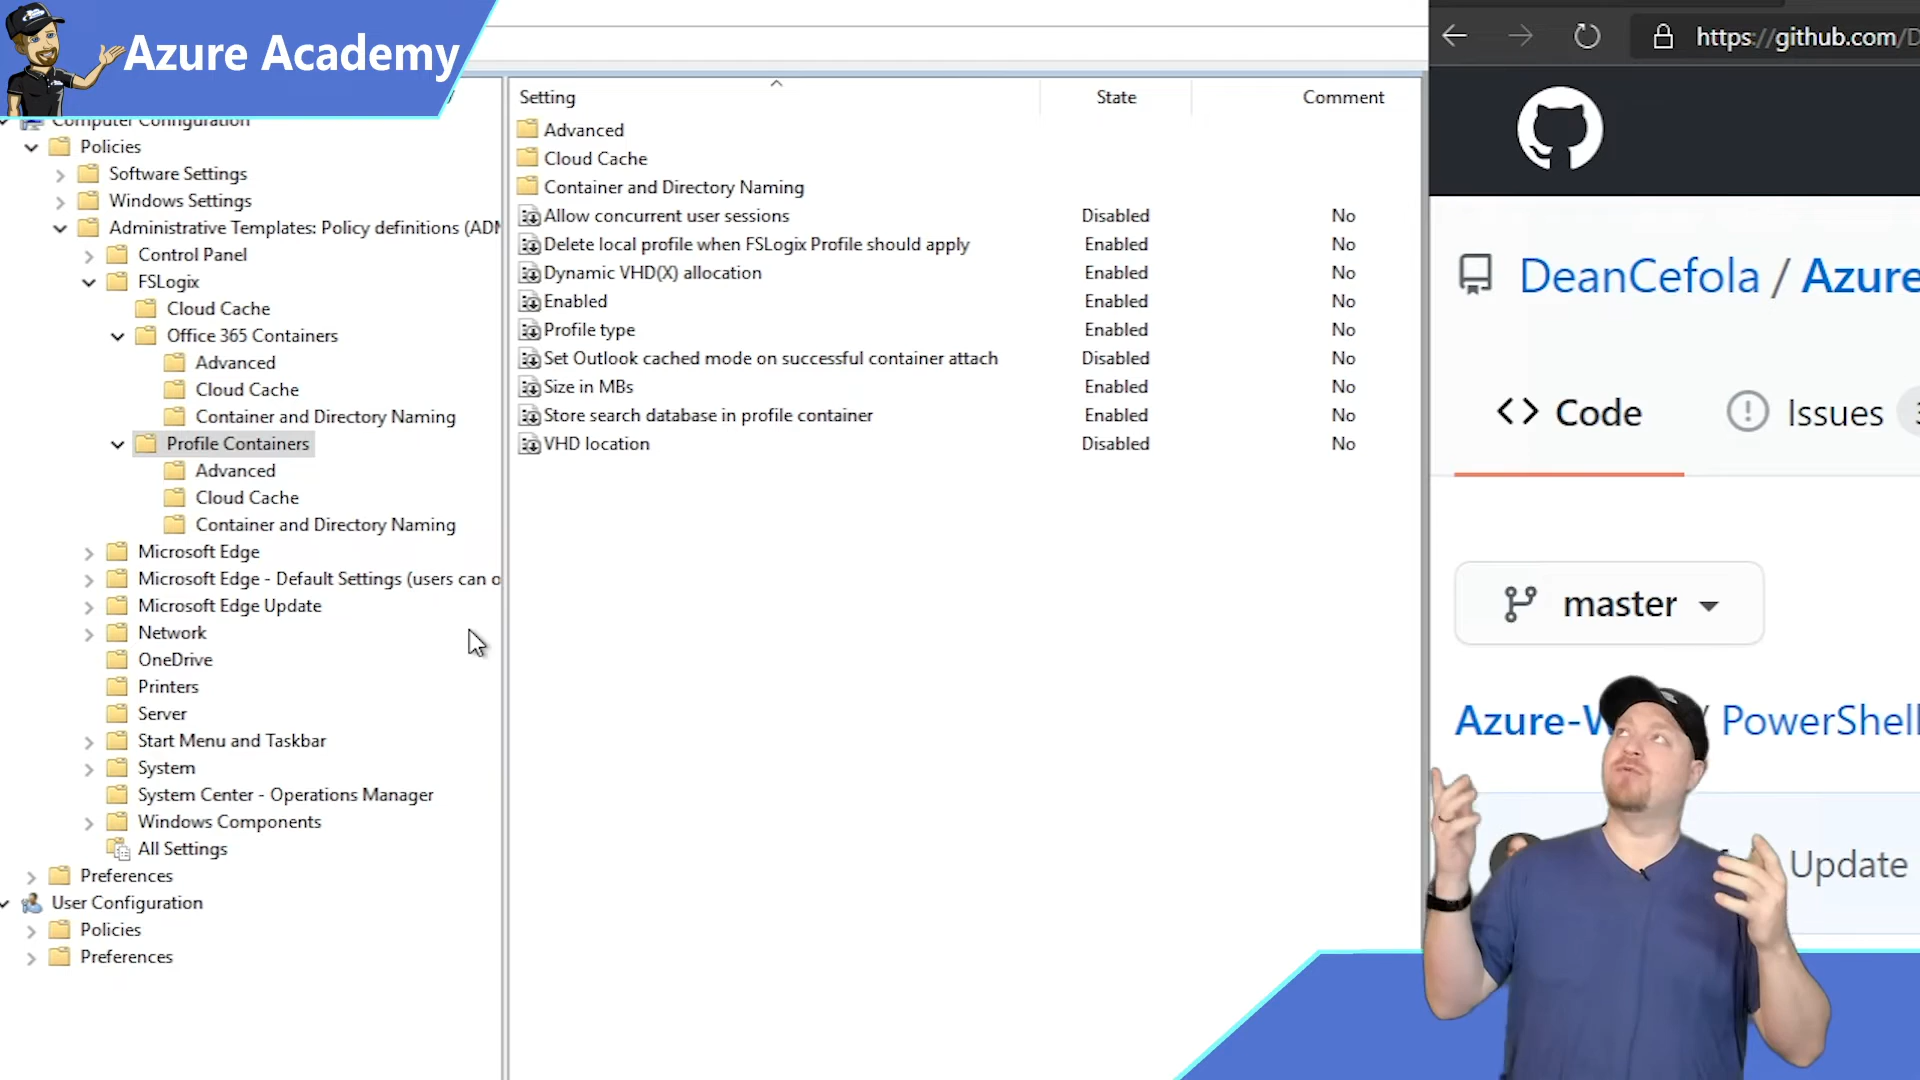 Azure Academy
Computer Configuration
Policies
Software Settings
Windows Settings
Administrative Templates: Policy definitions (ADM
Control Panel
FSLogix
Cloud Cache
Office 365 Containers
Advanced
Cloud Cache
Container and Directory Naming
Profile Containers
Advanced
Cloud Cache
Container and Directory Naming
Microsoft Edge
Microsoft Edge - Default Settings (users can o
Microsoft Edge Update
Network
OneDrive
Printers
Server
Start Menu and Taskbar
System
System Center - Operations Manager
Windows Components
All Settings
Preferences
User Configuration
Policies
Preferences
Setting State Comment
Advanced
Cloud Cache
Container and Directory Naming
Allow concurrent user sessions Disabled No
Delete local profile when FSLogix Profile should apply Enabled No
Dynamic VHD(X) allocation Enabled No
Enabled Enabled No
Profile type Enabled No
Set Outlook cached mode on successful container attach Disabled No
Size in MBs Enabled No
Store search database in profile container Enabled No
VHD location Disabled No
https://github.com/D
DeanCefola / Azure
Code Issues 3
master
Azure-W / PowerShell
Update